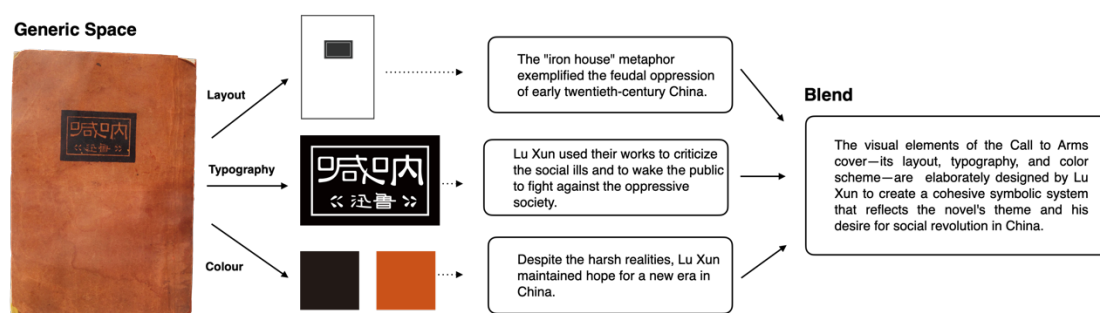 Generic Space
吶喊
魯迅
Layout
Typography
Colour
吶喊
魯迅
The "iron house" metaphor
exemplified the feudal oppression
of early twentieth-century China.
Lu Xun used their works to criticize
the social ills and to wake the public
to fight against the oppressive
society.
Despite the harsh realities, Lu Xun
maintained hope for a new era in
China.
Blend
The visual elements of the Call to Arms
cover—its layout, typography, and color
scheme—are elaborately designed by Lu
Xun to create a cohesive symbolic system
that reflects the novel's theme and his
desire for social revolution in China.